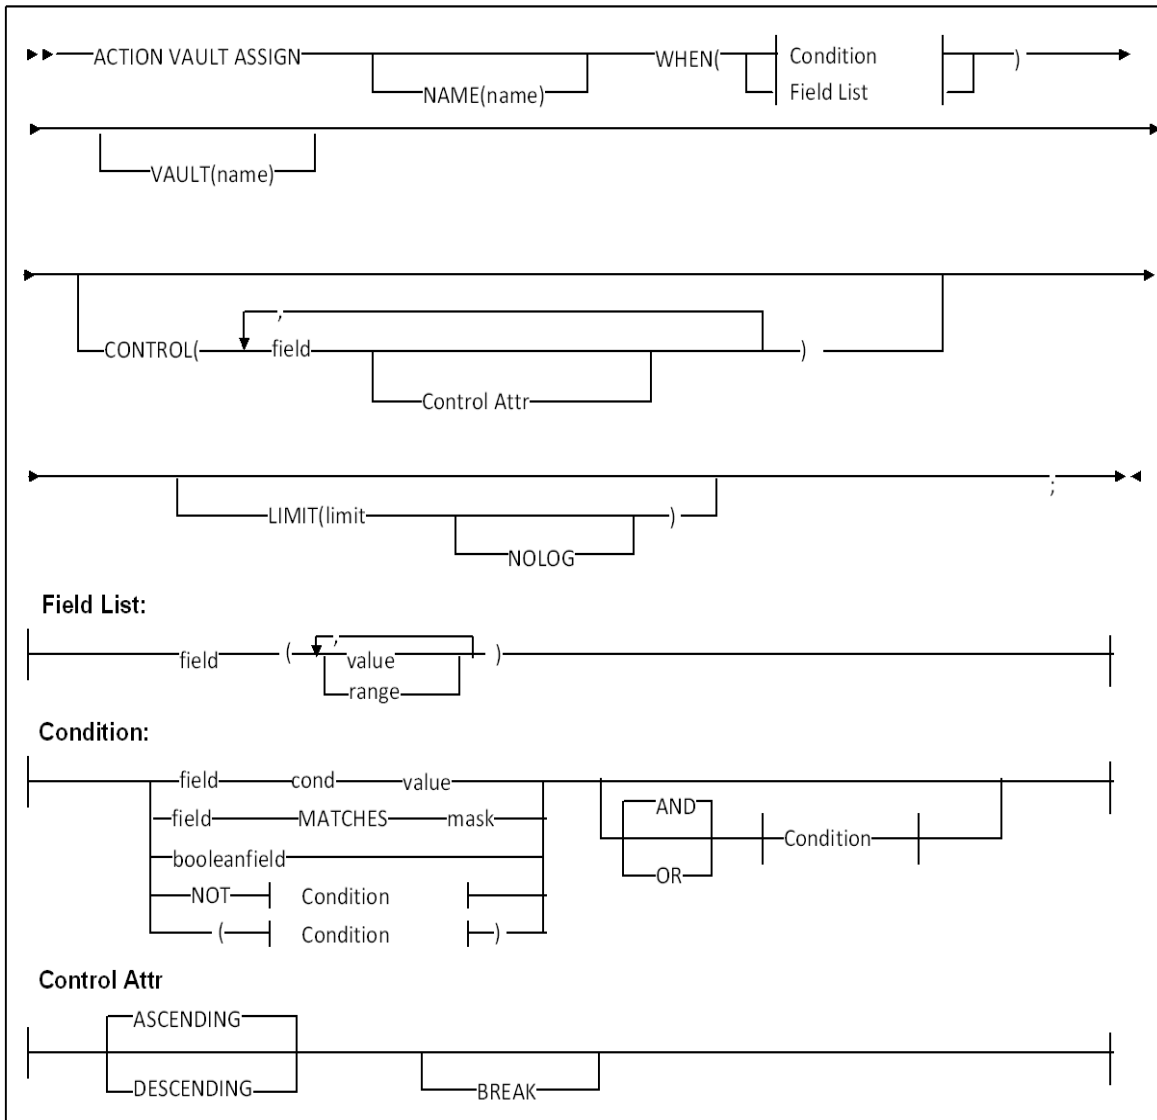 ACTION VAULT ASSIGN WHEN( Condition )
NAME(name) Field List
VAULT(name)
,
CONTROL( field )
Control Attr
;
LIMIT(limit )
NOLOG
Field List:
,
field ( value )
range
Condition:
field cond value
AND
field MATCHES mask
Condition
booleanfield
OR
NOT Condition
( Condition )
Control Attr
ASCENDING
DESCENDING BREAK